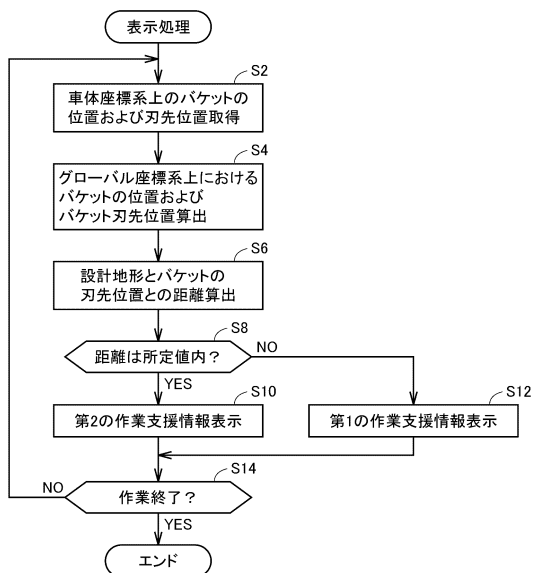 表示処理
S2
車体座標系上のバケットの
位置および刃先位置取得
S4
グローバル座標系上における
バケットの位置および
バケット刃先位置算出
S6
設計地形とバケットの
刃先位置との距離算出
S8
距離は所定値内？
NO
YES
S10
第2の作業支援情報表示
S12
第1の作業支援情報表示
S14
作業終了？
NO
YES
エンド